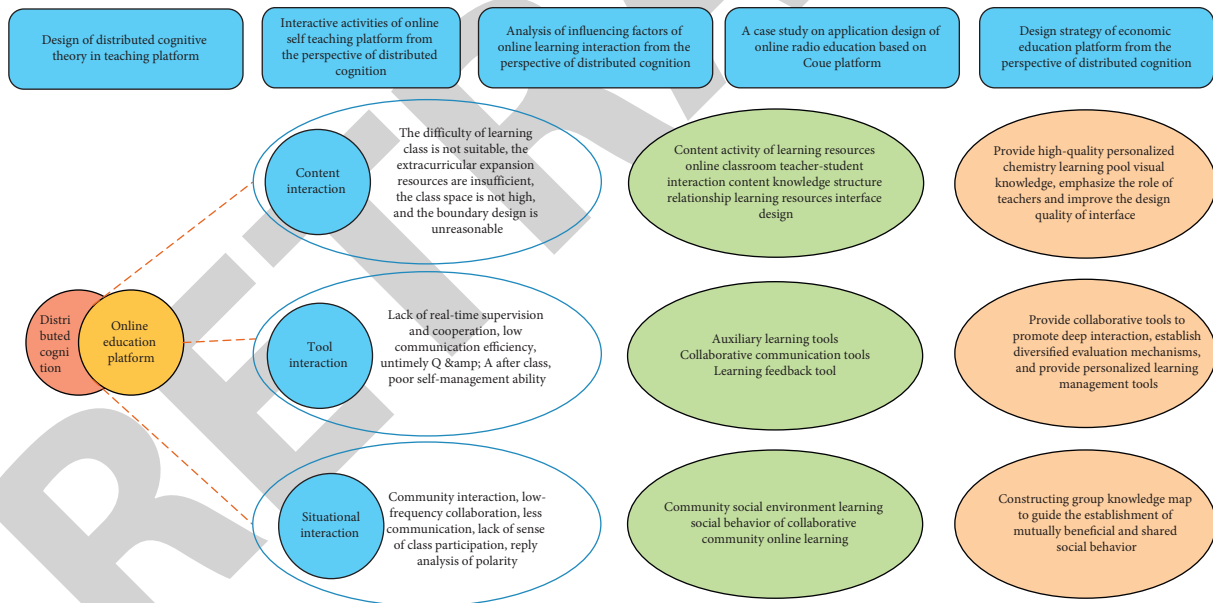 Design of distributed cognitive
theory in teaching platform
Interactive activities of online
self teaching platform from
the perspective of distributed
cognition
Analysis of influencing factors of
online learning interaction from the
perspective of distributed cognition
A case study on application design of
online radio education based on
Coue platform
Design strategy of economic
education platform from the
perspective of distributed cognition
Distri
buted
cogni
tion
Online
education
platform
Content
interaction
The difficulty of learning
class is not suitable, the
extracurricular expansion
resources are insufficient,
the class space is not high,
and the boundary design is
unreasonable
Content activity of learning resources
online classroom teacher-student
interaction content knowledge structure
relationship learning resources interface
design
Provide high-quality personalized
chemistry learning pool visual
knowledge, emphasize the role of
teachers and improve the design
quality of interface
Tool
interaction
Lack of real-time supervision
and cooperation, low
communication efficiency,
untimely Q &amp; A after class,
poor self-management ability
Auxiliary learning tools
Collaborative communication tools
Learning feedback tool
Provide collaborative tools to
promote deep interaction, establish
diversified evaluation mechanisms,
and provide personalized learning
management tools
Situational
interaction
Community interaction, low-
frequency collaboration, less
communication, lack of sense
of class participation, reply
analysis of polarity
Community social environment learning
social behavior of collaborative
community online learning
Constructing group knowledge map
to guide the establishment of
mutually beneficial and shared
social behavior
RETRA